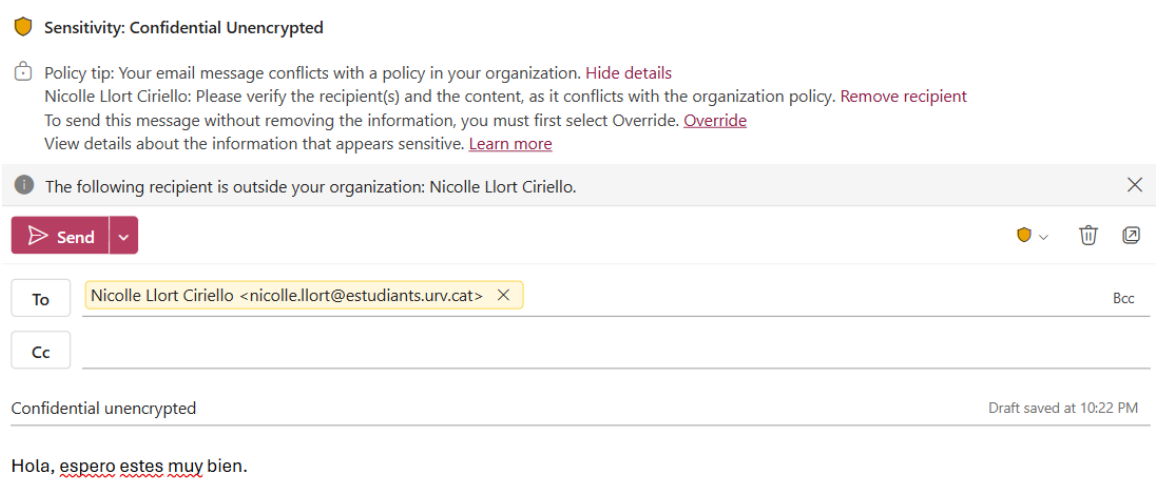 Sensitivity: Confidential Unencrypted
Policy tip: Your email message conflicts with a policy in your organization. Hide details
Nicolle Llort Ciriello: Please verify the recipient(s) and the content, as it conflicts with the organization policy. Remove recipient
To send this message without removing the information, you must first select Override. Override
View details about the information that appears sensitive. Learn more
The following recipient is outside your organization: Nicolle Llort Ciriello.
Send
To Nicolle Llort Ciriello <nicolle.llort@estudiants.urv.cat> Bcc
Cc
Confidential unencrypted Draft saved at 10:22 PM
Hola, espero estes muy bien.